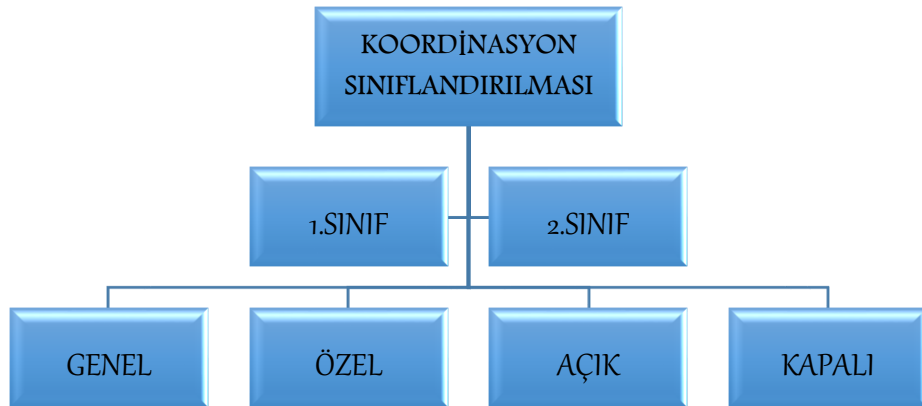 KOORDİNASYON
SINIFLANDIRILMASI
1.SINIF
2.SINIF
GENEL
ÖZEL
AÇIK
KAPALI